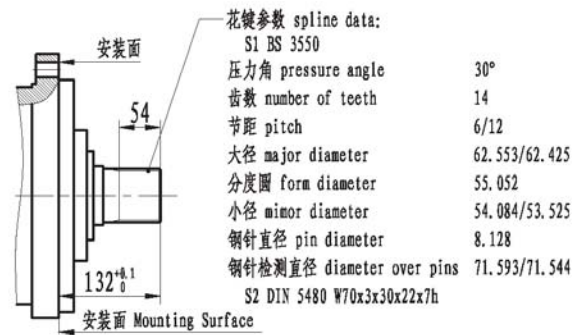 花键参数 spline data:
S1 BS 3550
安装面
压力角 pressure angle 30°
齿数 number of teeth 14
54
节距 pitch 6/12
大径 major diameter 62.553/62.425
分度圆 form diameter 55.052
小径 mimor diameter 54.084/53.525
钢针直径 pin diameter 8.128
钢针检测直径 diameter over pins 71.593/71.544
132+0.1 0
S2 DIN 5480 W70x3x30x22x7h
安装面 Mounting Surface